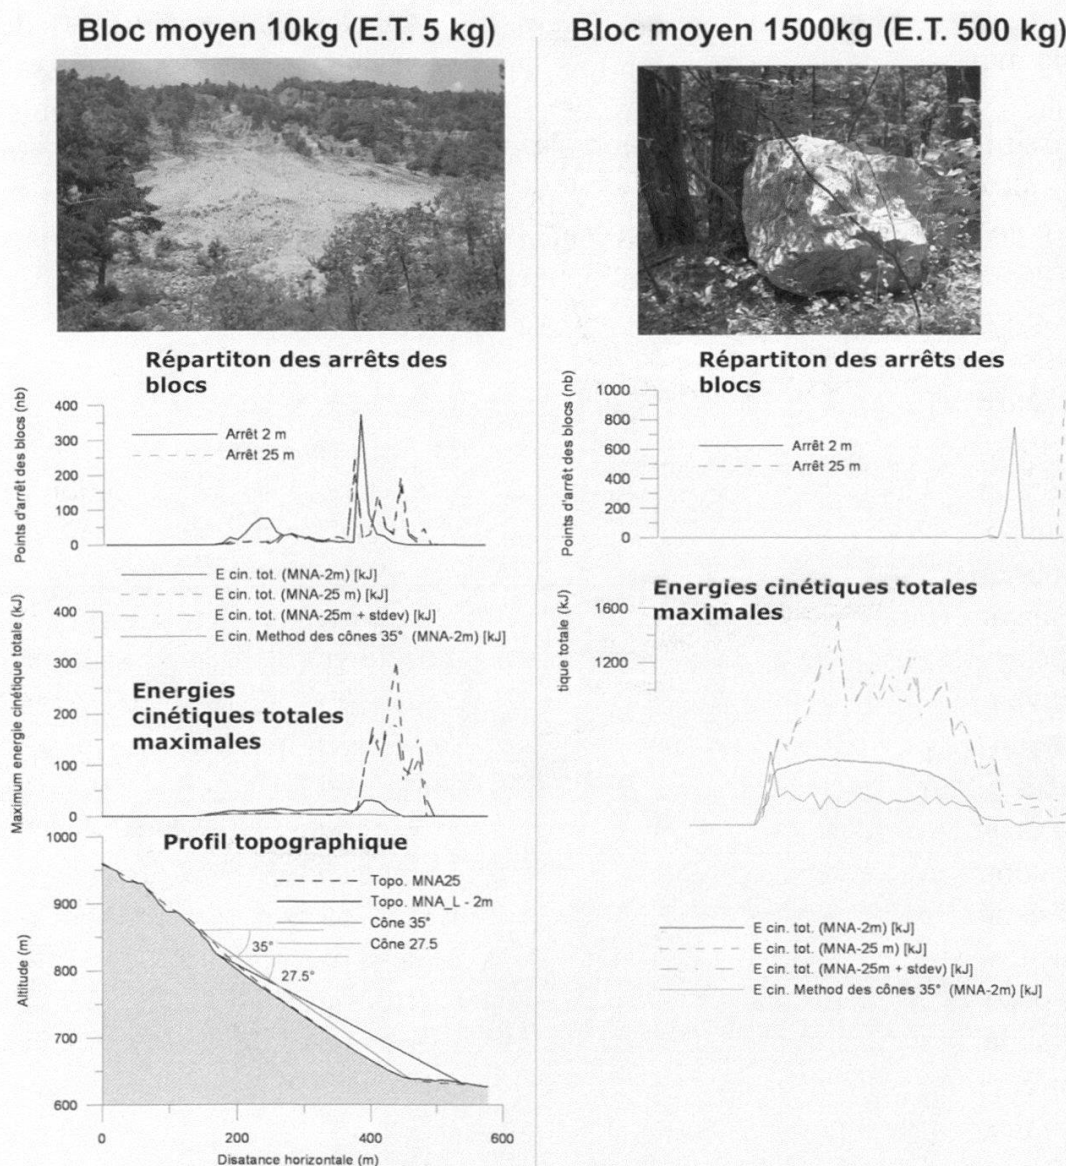 Bloc moyen 10kg (E.T. 5 kg)
Répartiton des arrêts des
blocs
Points d'arrêt des blocs (nb)
400
300
200
100
0
Arrêt 2 m
Arrêt 25 m
E cin. tot. (MNA-2m) [kJ]
E cin. tot. (MNA-25 m) [kJ]
E cin. tot. (MNA-25m + stdev) [kJ]
E cin. Method des cônes 35° (MNA-2m) [kJ]
Maximum energie cinétique totale (kJ)
400
300
200
100
0
Energies
cinétiques totales
maximales
Profil topographique
Altitude (m)
1000
900
800
700
600
Topo. MNA25
Topo. MNA_L - 2m
Cône 35°
Cône 27.5
35°
27.5°
0
200
400
600
Disatance horizontale (m)
Bloc moyen 1500kg (E.T. 500 kg)
Répartiton des arrêts des
blocs
Points d'arrêt des blocs (nb)
1000
800
600
400
200
0
Arrêt 2 m
Arrêt 25 m
Energies cinétiques totales
maximales
tique totale (kJ)
1600
1200
E cin. tot. (MNA-2m) [kJ]
E cin. tot. (MNA-25 m) [kJ]
E cin. tot. (MNA-25m + stdev) [kJ]
E cin. Method des cônes 35° (MNA-2m) [kJ]